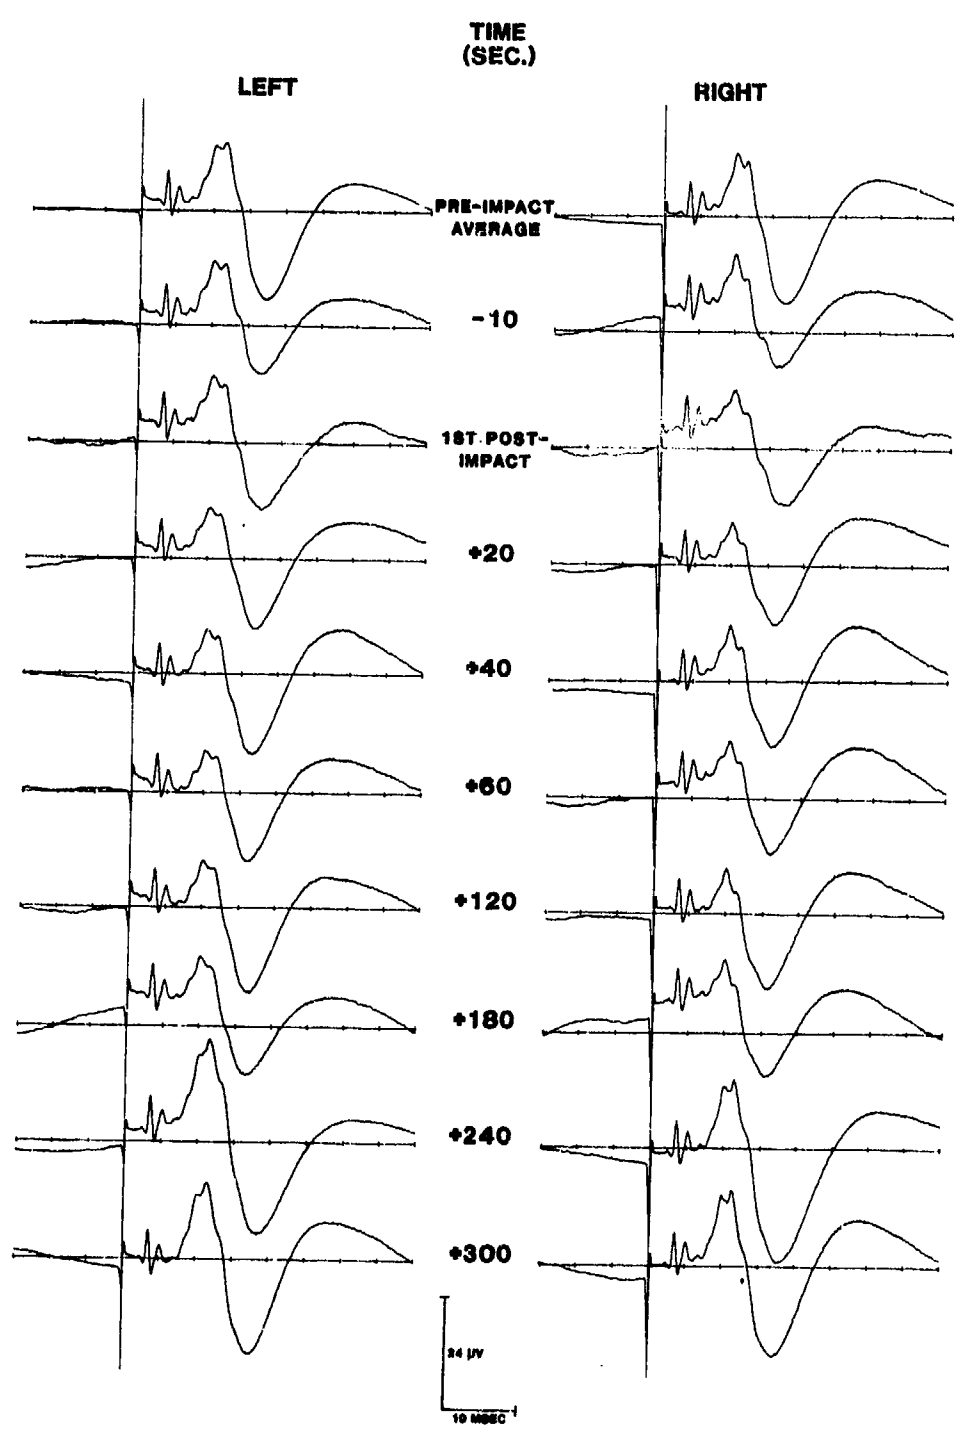 TIME
(SEC.)
LEFT
RIGHT
PRE-IMPACT
AVERAGE
-10
1ST POST-
IMPACT
+20
+40
+60
+120
+180
+240
+300
24 µV
10 MSEC